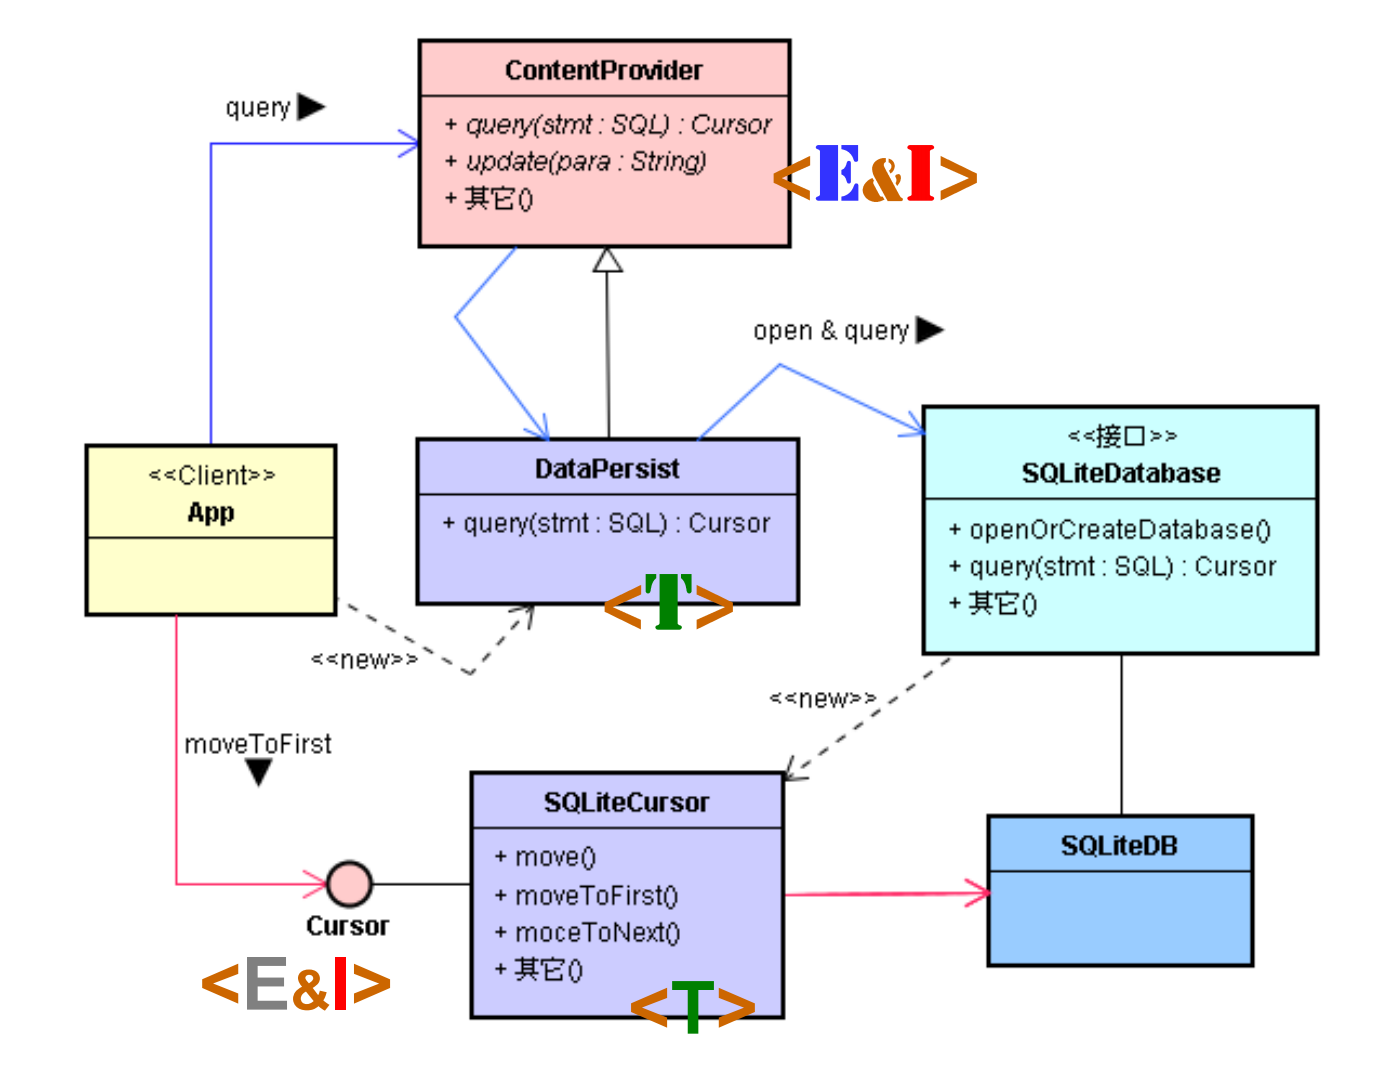 ContentProvider
query
+ query(stmt : SQL) : Cursor
+ update(para : String)
+ 其它()
<E&I>
open & query
<<Client>>
App
DataPersist
+ query(stmt : SQL) : Cursor
<T>
<<接口>>
SQLiteDatabase
+ openOrCreateDatabase()
+ query(stmt : SQL) : Cursor
+ 其它()
<<new>>
<<new>>
moveToFirst
Cursor
<E&I>
SQLiteCursor
+ move()
+ moveToFirst()
+ moceToNext()
+ 其它()
<T>
SQLiteDB